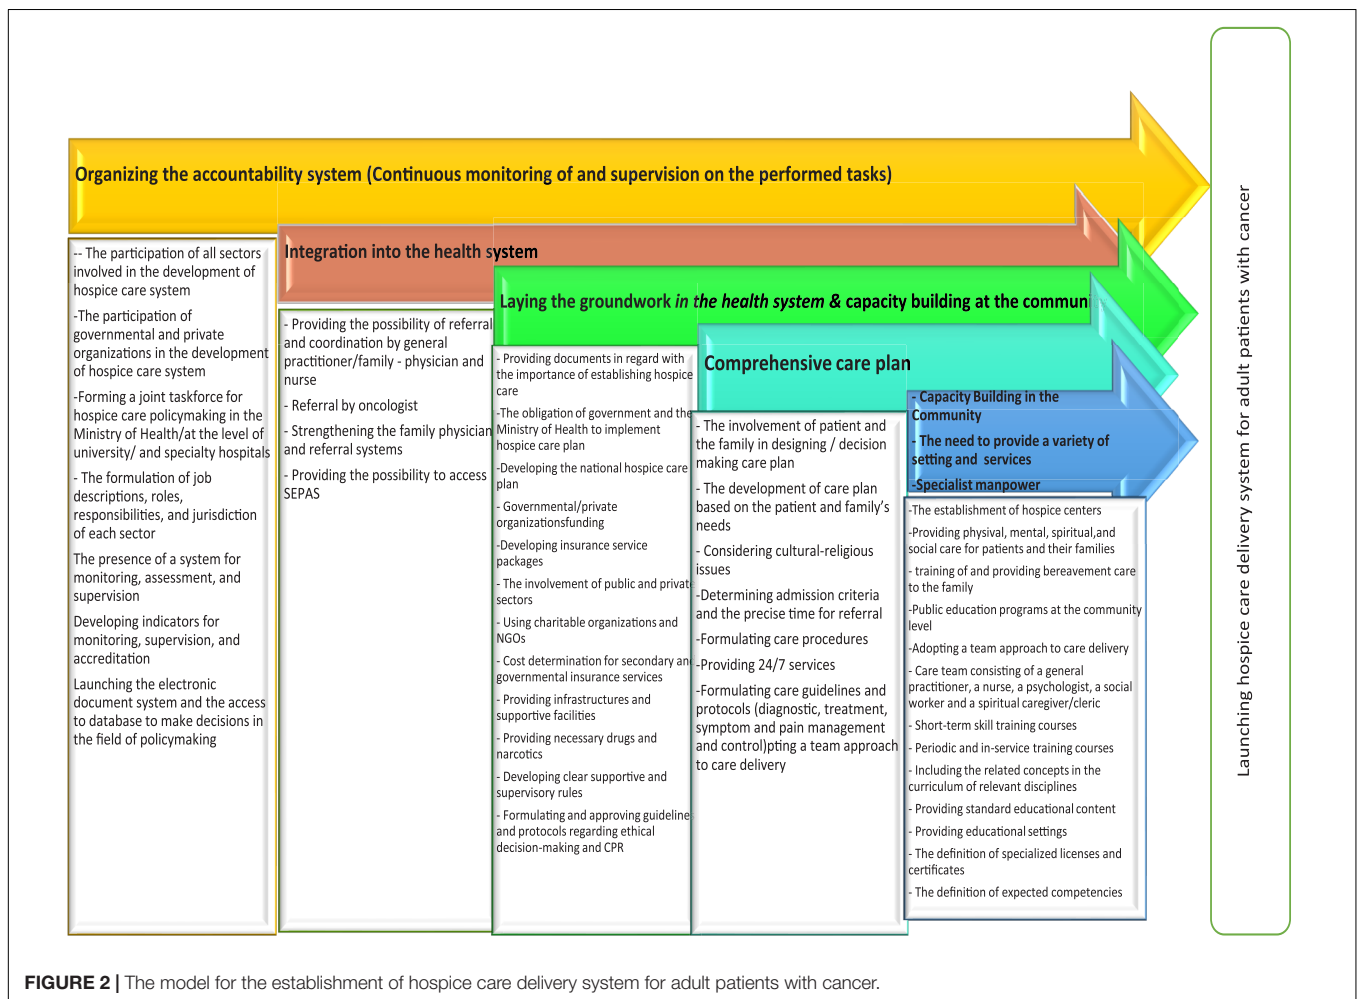 Organizing the accountability system (Continuous monitoring of and supervision on the performed tasks)
-- The participation of all sectors
involved in the development of
hospice care system
-The participation of
governmental and private
organizations in the development
of hospice care system
-Forming a joint taskforce for
hospice care policymaking in the
Ministry of Health/at the level of
university/ and specialty hospitals
- The formulation of job
descriptions, roles,
responsibilities, and jurisdiction
of each sector
The presence of a system for
monitoring, assessment, and
supervision
Developing indicators for
monitoring, supervision, and
accreditation
Launching the electronic
document system and the access
to database to make decisions in
the field of policymaking
Integration into the health system
- Providing the possibility of referral
and coordination by general
practitioner/family - physician and
nurse
- Referral by oncologist
- Strengthening the family physician
and referral systems
- Providing the possibility to access
SEPAS
Laying the groundwork in the health system & capacity building at the communi
- Providing documents in regard with
the importance of establishing hospice
care
-The obligation of government and the
Ministry of Health to implement
hospice care plan
-Developing the national hospice care
plan
- Governmental/private
organizationsfunding
-Developing insurance service
packages
- The involvement of public and private
sectors
- Using charitable organizations and
NGOs
- Cost determination for secondary and
governmental insurance services
- Providing infrastructures and
supportive facilities
- Providing necessary drugs and
narcotics
- Developing clear supportive and
supervisory rules
- Formulating and approving guideline
and protocols regarding ethical
decision-making and CPR
Comprehensive care plan
- The involvement of patient and
the family in designing / decision
making care plan
- The development of care plan
based on the patient and family's
needs
- Considering cultural-religious
issues
-Determining admission criteria
and the precise time for referral
-Formulating care procedures
-Providing 24/7 services
-Formulating care guidelines and
protocols (diagnostic, treatment,
symptom and pain management
and control)pting a team approach
to care delivery
- Capacity Building in the
Community
- The need to provide a variety of
setting and services
-Specialist manpower
-The establishment of hospice centers
-Providing physival, mental, spiritual,and
social care for patients and their families
- training of and providing bereavement care
to the family
-Public education programs at the community
level
-Adopting a team approach to care delivery
- Care team consisting of a general
practitioner, a nurse, a psychologist, a social
worker and a spiritual caregiver/cleric
- Short-term skill training courses
- Periodic and in-service training courses
- Including the related concepts in the
curriculum of relevant disciplines
- Providing standard educational content
- Providing educational settings
- The definition of specialized licenses and
certificates
- The definition of expected competencies
Launching hospice care delivery system for adult patients with cancer
FIGURE 2 | The model for the establishment of hospice care delivery system for adult patients with cancer.